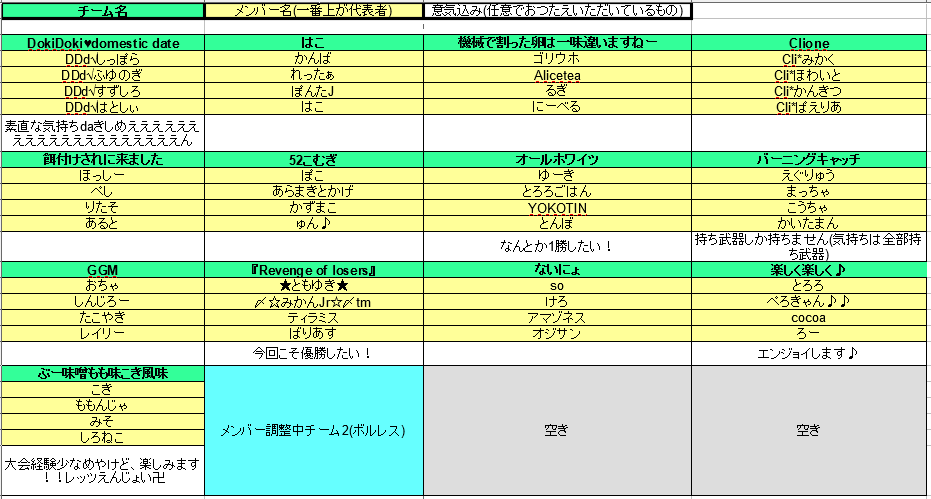 チーム名 メンバー名(一番上が代表者) 意気込み(任意でおつたえいただいているもの)
DokiDoki♥domestic date はこ 機械で割った卵は一味違いますねー Clione
DDd√しっぽら かんば ゴリウホ Cli*みかく
DDd√ふゆのぎ れったぁ Alicetea Cli*ほわいと
DDd√すずしろ ぽんたJ るぎ Cli*かんきつ
DDd√はとしぃ はこ にーべる Cli*ぱえりあ
素直な気持ちdaきしめええええええ
えええええええええええええええん
餌付けされに来ました 52こむぎ オールホワイツ バーニングキャッチ
ほっしー ぽこ ゆーき えぐりゅう
べし あらまきとかげ とろろごはん まっちゃ
りたそ かずまこ YOKOTIN こうちゃ
あると ゅん♪ とんぼ かいたまん
なんとか1勝したい! 持ち武器しか持ちません(気持ちは全部持
ち武器)
GGM 『Revenge of losers』 ないにょ 楽しく楽しく♪
おちゃ ★ともゆき★ so とろろ
しんじろー 〆☆みかんJr☆〆tm けろ ぺろきゃん♪♪
たこやき ティラミス アマゾネス cocoa
レイリー ばりあす オジサン ろー
今回こそ優勝したい! エンジョイします♪
ぶー味噌もも味こき風味
こき
ももんじゃ
みそ
しろねこ
メンバー調整中チーム2(ボルレス) 空き 空き
大会経験少なめやけど、楽しみます
!!レッツえんじょい卍